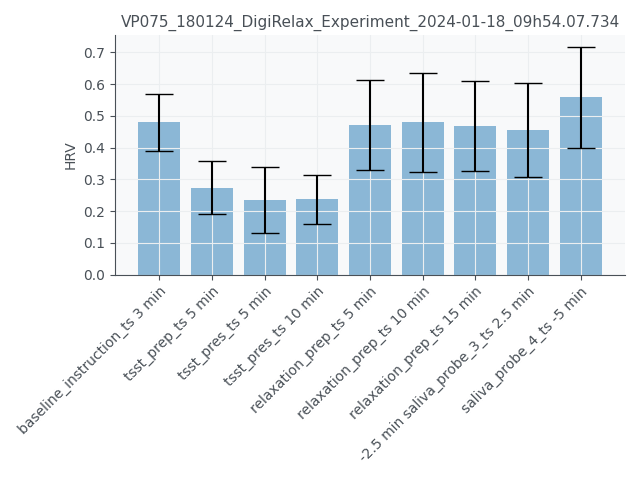 VP075_180124_DigiRelax_Experiment_2024-01-18_09h54.07.734
HRV
0.7
0.6
0.5
0.4
0.3
0.2
0.1
0.0
baseline_instruction_ts 3 min
tsst_prep_ts 5 min
tsst_pres_ts 5 min
tsst_pres_ts 10 min
relaxation_prep_ts 5 min
relaxation_prep_ts 10 min
relaxation_prep_ts 15 min
-2.5 min saliva_probe_3_ts 2.5 min
saliva_probe_4_ts -5 min